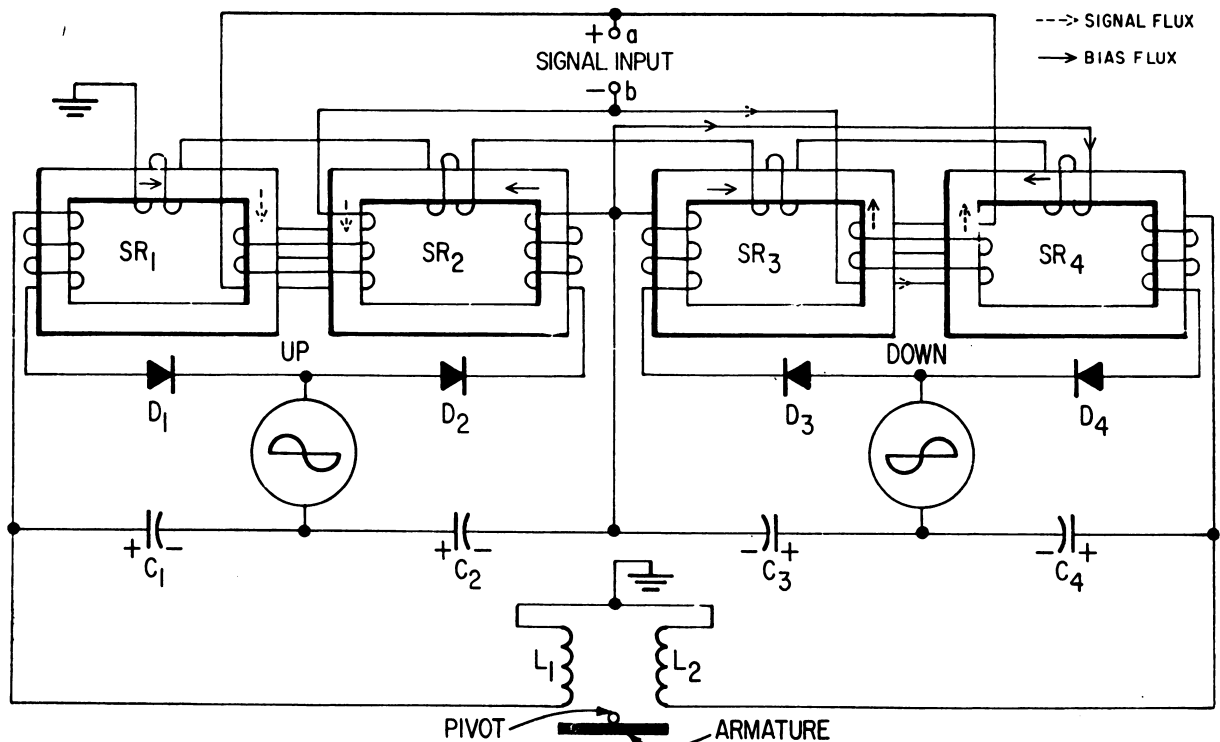 SIGNAL FLUX
BIAS FLUX
+ a
SIGNAL INPUT
− b
SR1
SR2
SR3
SR4
UP
DOWN
D1
D2
D3
D4
+ −
+ −
− +
− +
C1
C2
C3
C4
L1
L2
PIVOT
ARMATURE